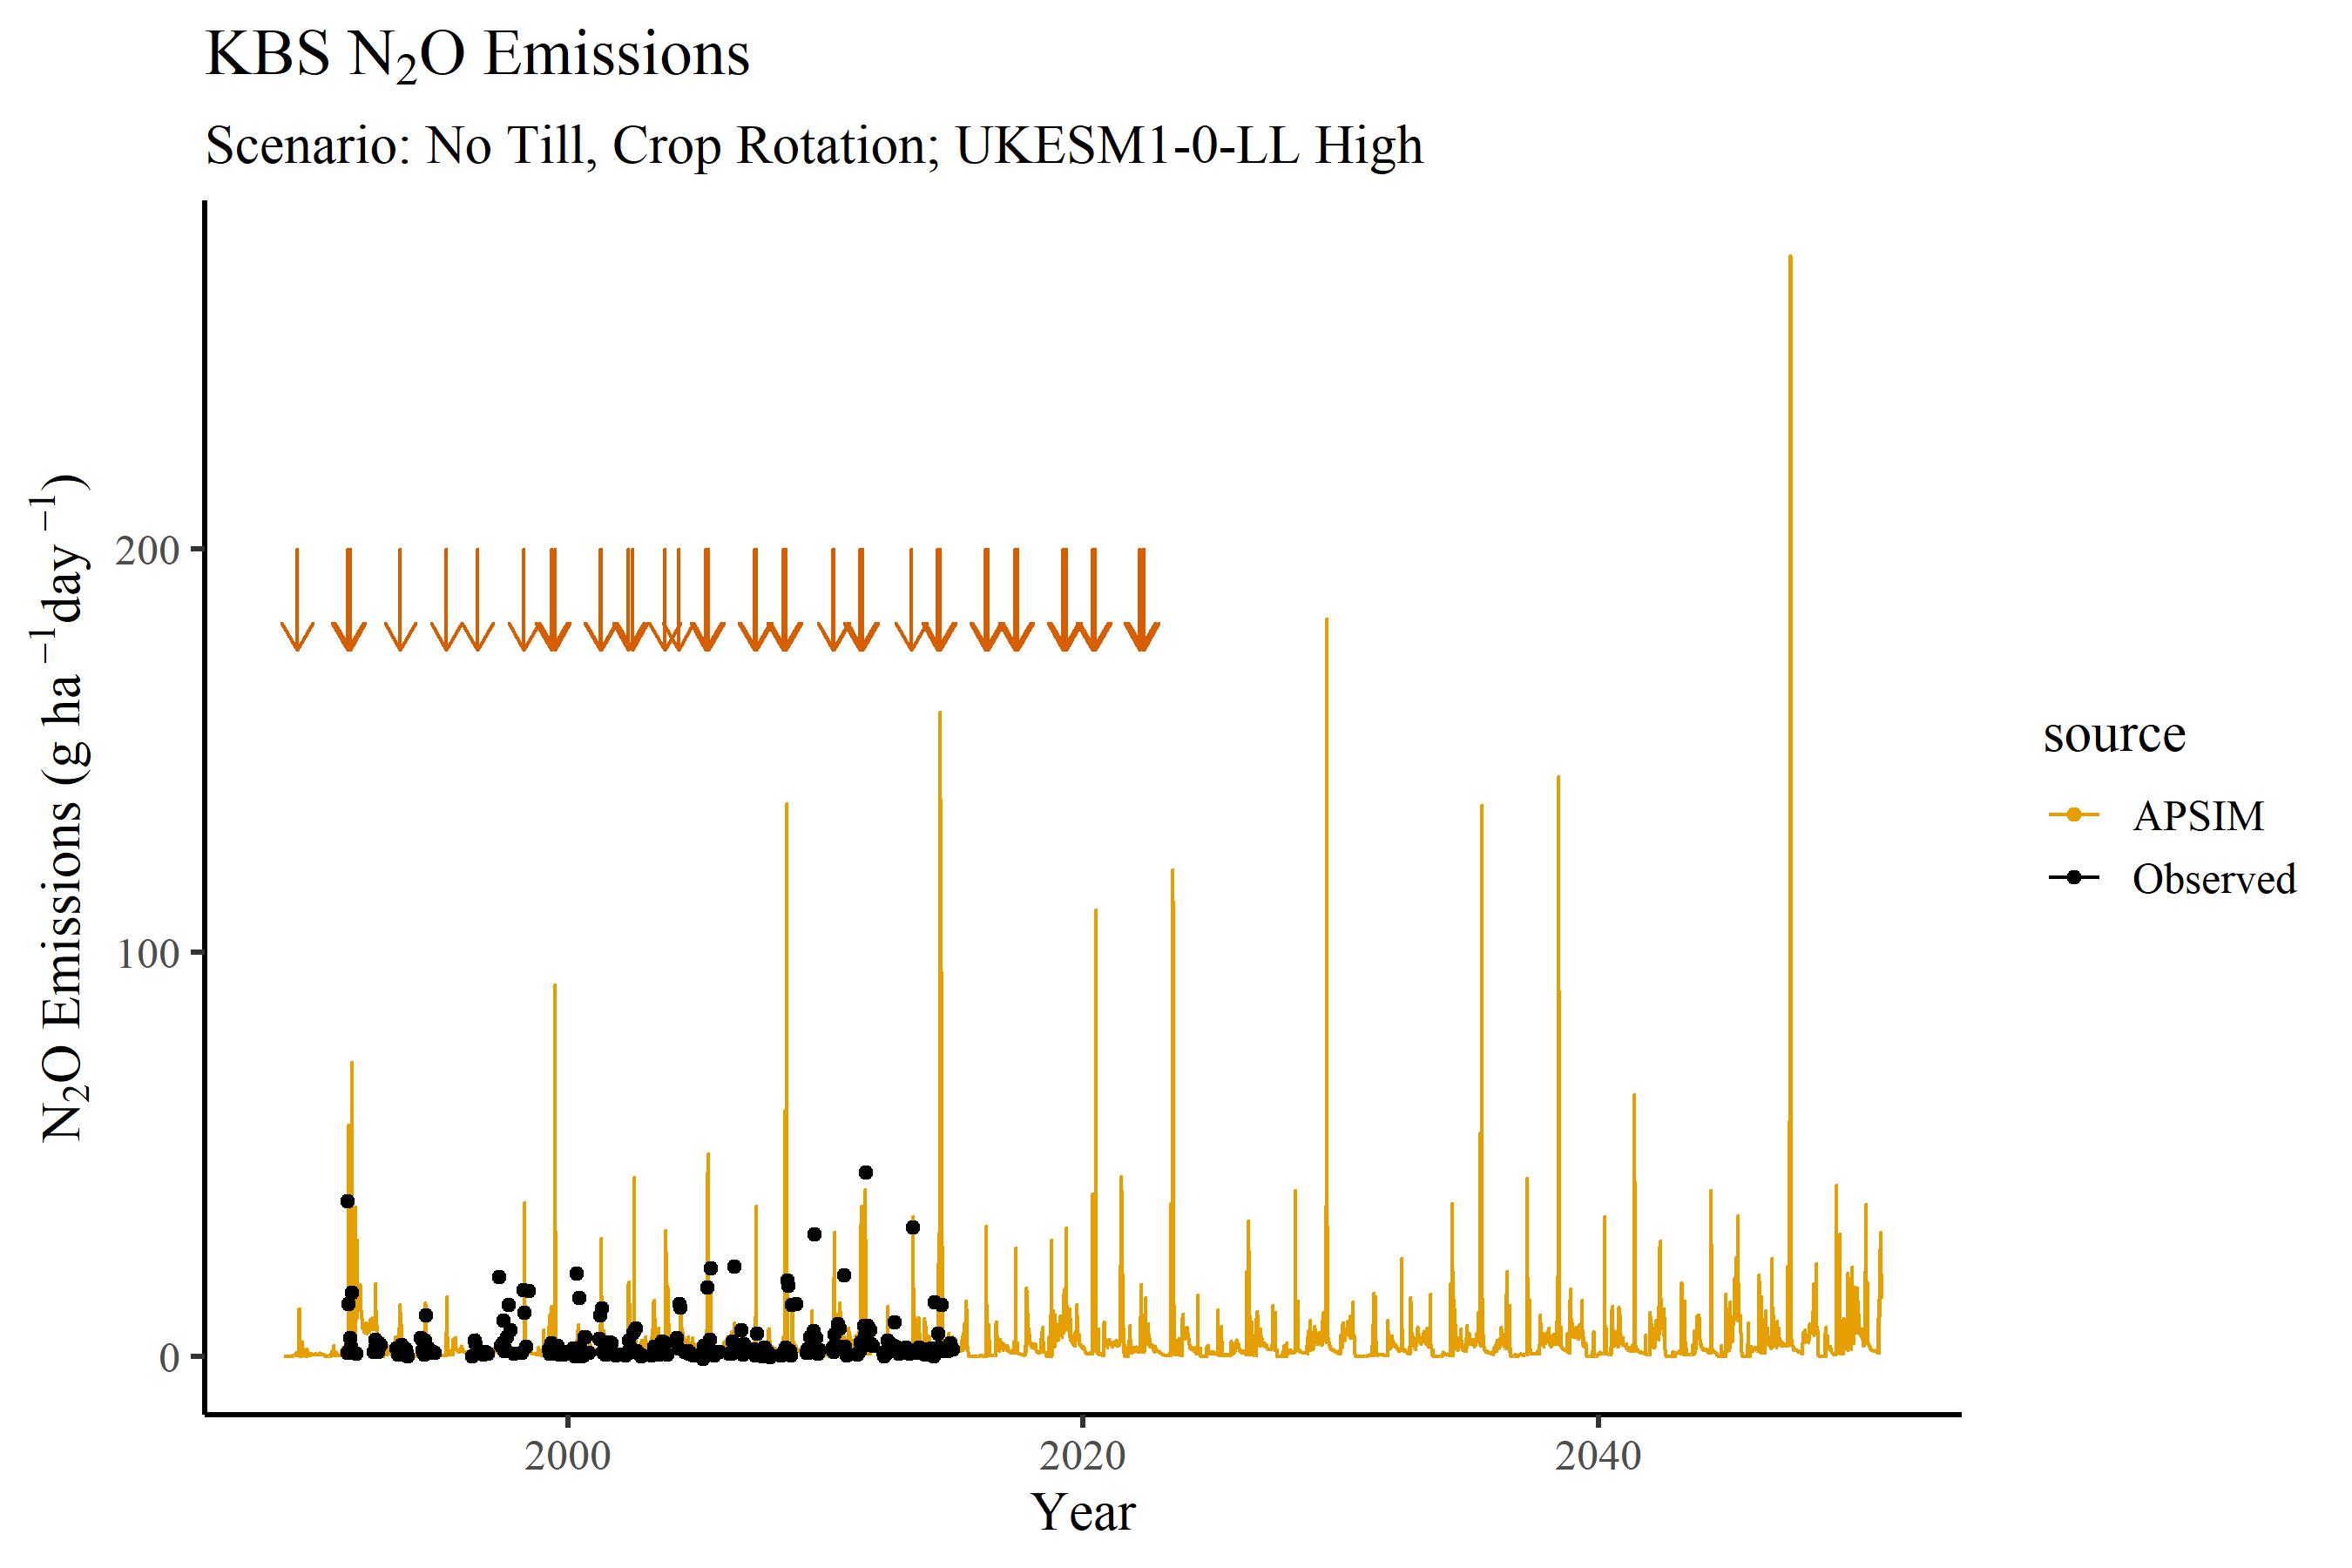 KBS N₂O Emissions
Scenario: No Till, Crop Rotation; UKESM1-0-LL High
N₂O Emissions (g ha ⁻¹day ⁻¹)
200
100
0
2000
2020
2040
Year
source
APSIM
Observed